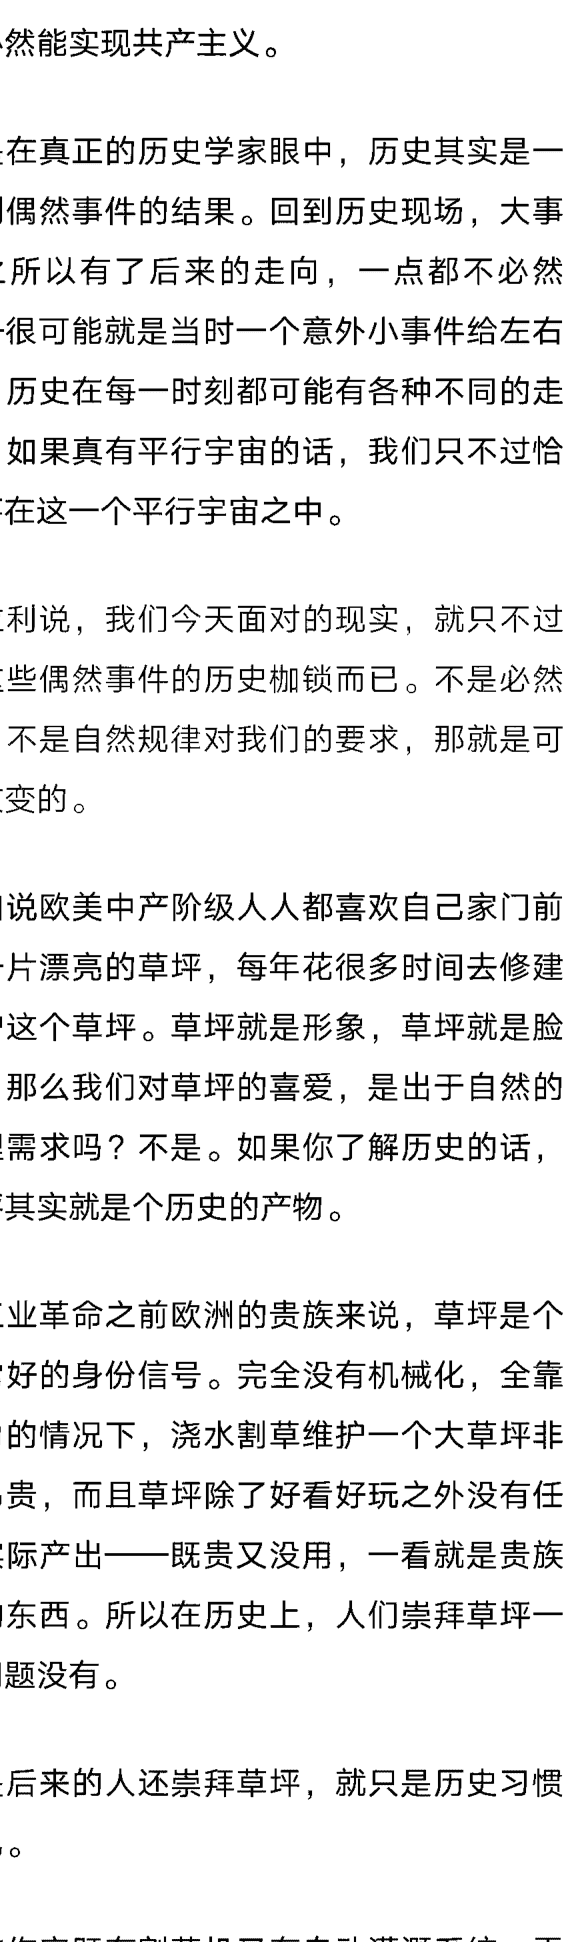 然能实现共产主义。
在真正的历史学家眼中，历史其实是一
偶然事件的结果。回到历史现场，大事
所以有了后来的走向，一点都不必然
很可能就是当时一个意外小事件给左右
历史在每一时刻都可能有各种不同的走
如果真有平行宇宙的话，我们只不过恰
在这一个平行宇宙之中。
利说，我们今天面对的现实，就只不过
些偶然事件的历史枷锁而已。不是必然
不是自然规律对我们的要求，那就是可
变的。
说欧美中产阶级人人都喜欢自己家门前
片漂亮的草坪，每年花很多时间去修建
这个草坪。草坪就是形象，草坪就是脸
那么我们对草坪的喜爱，是出于自然的
需求吗？不是。如果你了解历史的话，
其实就是个历史的产物。
业革命之前欧洲的贵族来说，草坪是个
好的身份信号。完全没有机械化，全靠
的情况下，浇水割草维护一个大草坪非
贵，而且草坪除了好看好玩之外没有任
际产出——既贵又没用，一看就是贵族
东西。所以在历史上，人们崇拜草坪一
题没有。
后来的人还崇拜草坪，就只是历史习惯
。